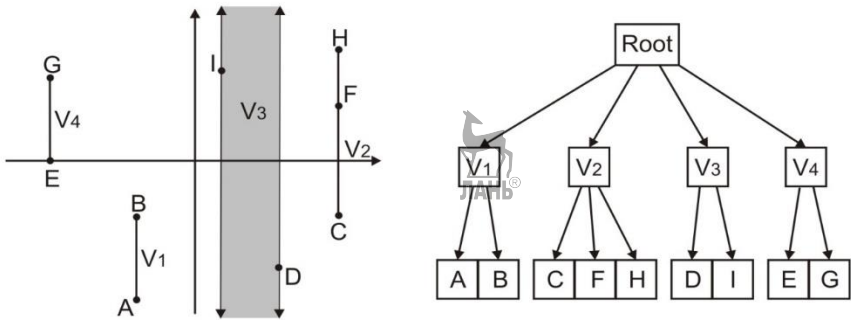 G
V4
E
B
V1
A
I
V3
D
H
F
V2
C
Root
V1
V2
V3
V4
A B
C F H
D I
E G
ЛАНЬ®